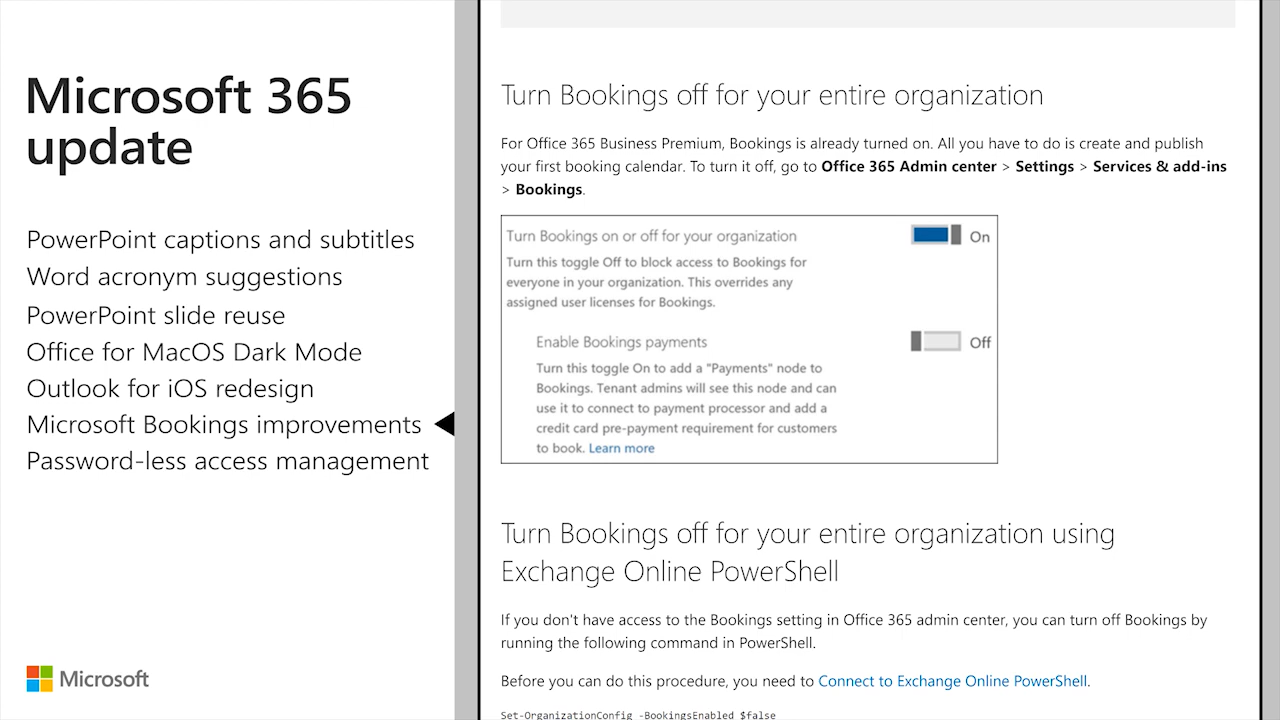 Microsoft 365
update
PowerPoint captions and subtitles
Word acronym suggestions
PowerPoint slide reuse
Office for MacOS Dark Mode
Outlook for iOS redesign
Microsoft Bookings improvements
Password-less access management
Microsoft
Turn Bookings off for your entire organization
For Office 365 Business Premium, Bookings is already turned on. All you have to do is create and publish
your first booking calendar. To turn it off, go to Office 365 Admin center > Settings > Services & add-ins
> Bookings.
Turn Bookings on or off for your organization On
Turn this toggle Off to block access to Bookings for
everyone in your organization. This overrides any
assigned user licenses for Bookings.
Enable Bookings payments Off
Turn this toggle On to add a "Payments" node to
Bookings. Tenant admins will see this node and can
use it to connect to payment processor and add a
credit card pre-payment requirement for customers
to book. Learn more
Turn Bookings off for your entire organization using
Exchange Online PowerShell
If you don't have access to the Bookings setting in Office 365 admin center, you can turn off Bookings by
running the following command in PowerShell.
Before you can do this procedure, you need to Connect to Exchange Online PowerShell.
Set-OrganizationConfig -BookingsEnabled $false